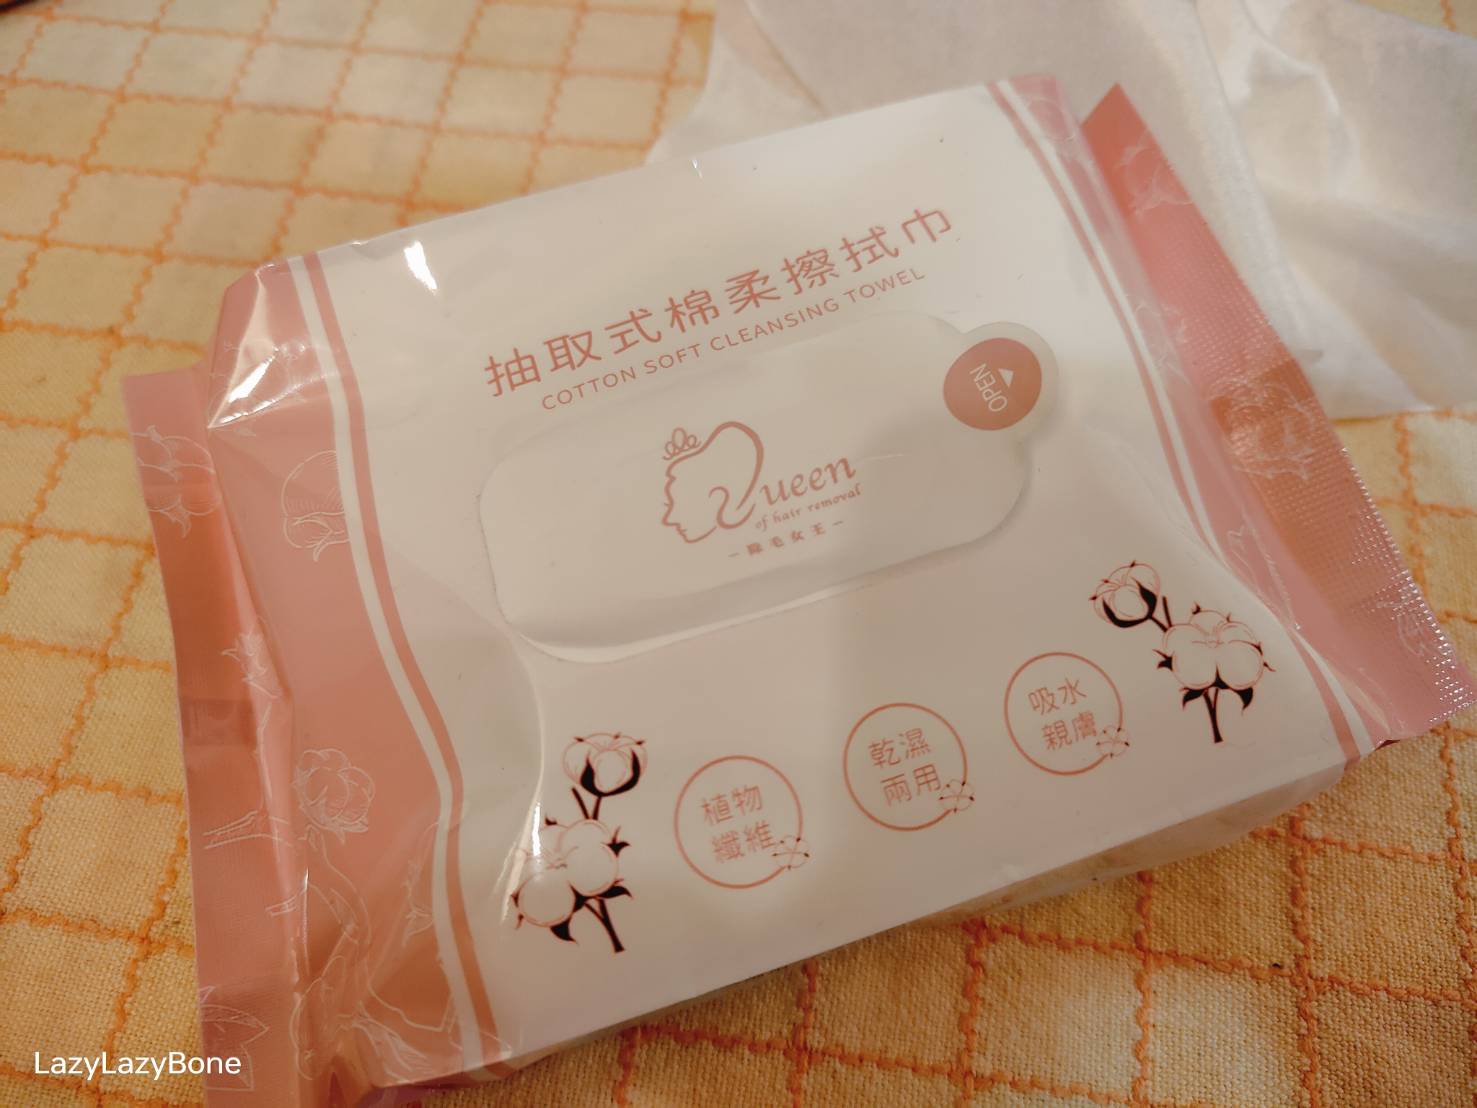 抽取式棉柔擦拭巾
COTTON SOFT CLEANSING TOWEL
OPEN
Queen
of hair removal
－除毛女王－
植物
纖維
乾濕
兩用
吸水
親膚
LazyLazyBone